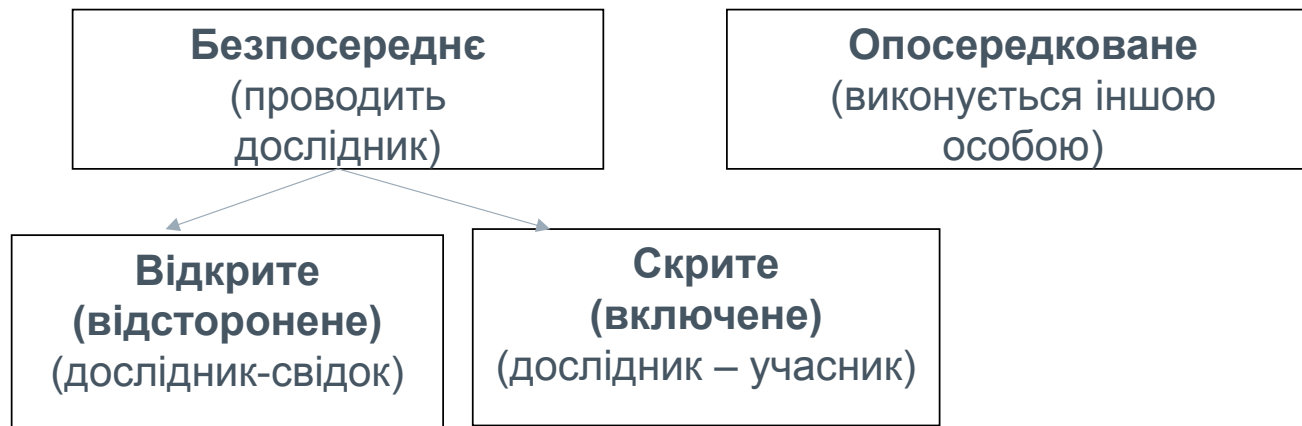 Безпосереднє
(проводить
дослідник)
Опосередковане
(виконується іншою
особою)
Відкрите
(відсторонене)
(дослідник-свідок)
Скрите
(включене)
(дослідник – учасник)